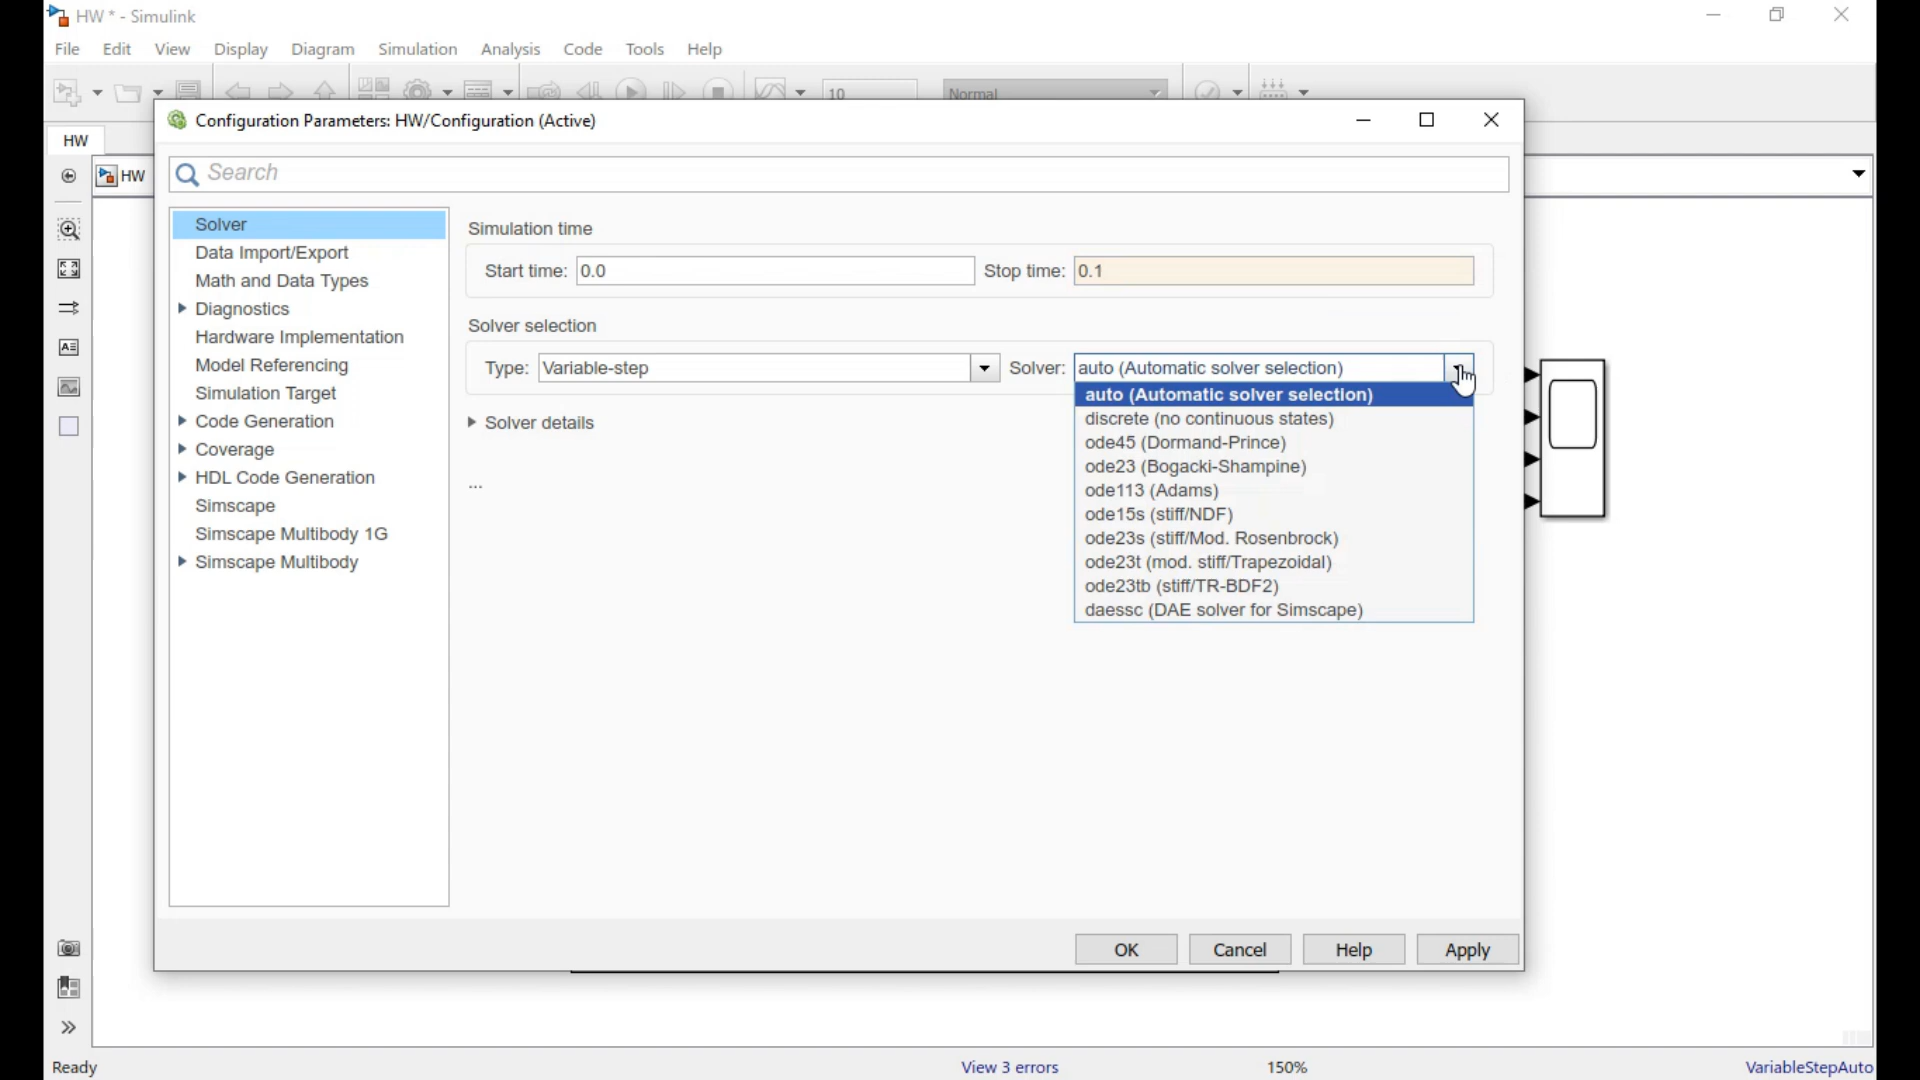 HW * - Simulink
File Edit View Display Diagram Simulation Analysis Code Tools Help
10 Normal
Configuration Parameters: HW/Configuration (Active)
HW
HW
Search
Solver
Data Import/Export
Math and Data Types
Diagnostics
Hardware Implementation
Model Referencing
Simulation Target
Code Generation
Coverage
HDL Code Generation
Simscape
Simscape Multibody 1G
Simscape Multibody
Simulation time
Start time: 0.0 Stop time: 0.1
Solver selection
Type: Variable-step Solver: auto (Automatic solver selection)
Solver details
...
auto (Automatic solver selection)
discrete (no continuous states)
ode45 (Dormand-Prince)
ode23 (Bogacki-Shampine)
ode113 (Adams)
ode15s (stiff/NDF)
ode23s (stiff/Mod. Rosenbrock)
ode23t (mod. stiff/Trapezoidal)
ode23tb (stiff/TR-BDF2)
daessc (DAE solver for Simscape)
OK Cancel Help Apply
Ready View 3 errors 150% VariableStepAuto